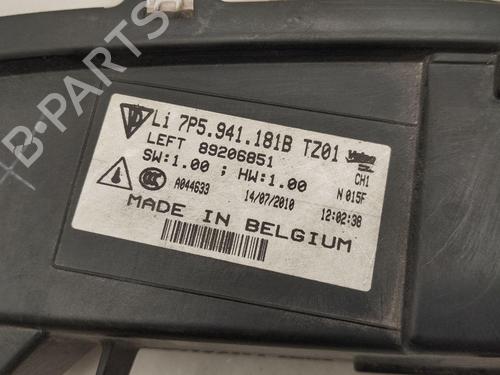 Li 7P5.941.181B TZ01 Valeo
LEFT 89206851
SW:1.00 ; HW:1.00 CH1
A044633 14/07/2010 N 015F
MADE IN BELGIUM 12:02:38
B-PARTS